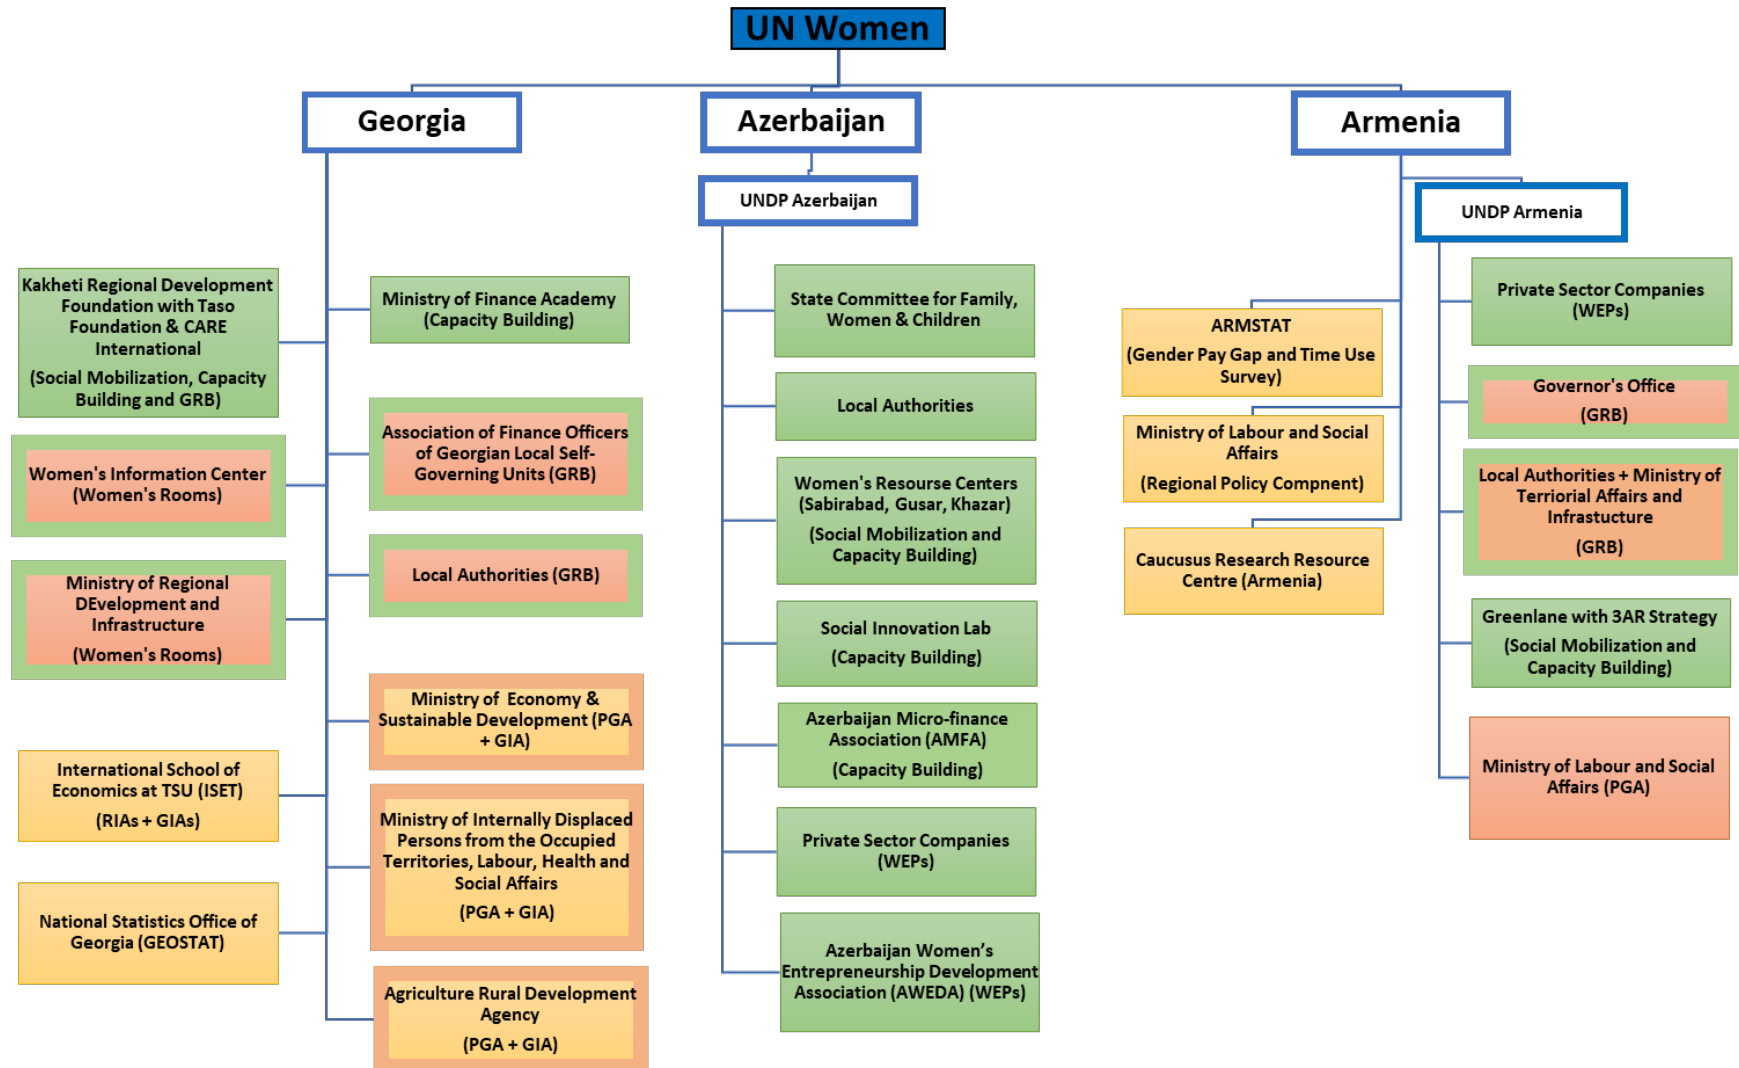 UN Women
Georgia
Kakheti Regional Development
Foundation with Taso
Foundation & CARE
International
(Social Mobilization, Capacity
Building and GRB)
Women's Information Center
(Women's Rooms)
Ministry of Regional
DEvelopment and
Infrastructure
(Women's Rooms)
International School of
Economics at TSU (ISET)
(RIAs + GIAs)
National Statistics Office of
Georgia (GEOSTAT)
Ministry of Finance Academy
(Capacity Building)
Association of Finance Officers
of Georgian Local Self-
Governing Units (GRB)
Local Authorities (GRB)
Ministry of Economy &
Sustainable Development (PGA
+ GIA)
Ministry of Internally Displaced
Persons from the Occupied
Territories, Labour, Health and
Social Affairs
(PGA + GIA)
Agriculture Rural Development
Agency
(PGA + GIA)
Azerbaijan
UNDP Azerbaijan
State Committee for Family,
Women & Children
Local Authorities
Women's Resourse Centers
(Sabirabad, Gusar, Khazar)
(Social Mobilization and
Capacity Building)
Social Innovation Lab
(Capacity Building)
Azerbaijan Micro-finance
Association (AMFA)
(Capacity Building)
Private Sector Companies
(WEPs)
Azerbaijan Women’s
Entrepreneurship Development
Association (AWEDA) (WEPs)
Armenia
ARMSTAT
(Gender Pay Gap and Time Use
Survey)
Ministry of Labour and Social
Affairs
(Regional Policy Compnent)
Caucusus Research Resource
Centre (Armenia)
UNDP Armenia
Private Sector Companies
(WEPs)
Governor's Office
(GRB)
Local Authorities + Ministry of
Terriorial Affairs and
Infrastucture
(GRB)
Greenlane with 3AR Strategy
(Social Mobilization and
Capacity Building)
Ministry of Labour and Social
Affairs (PGA)